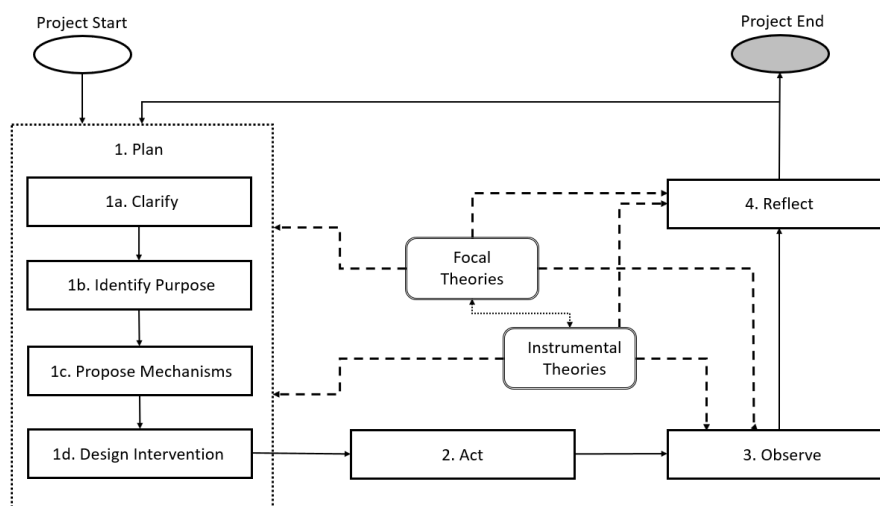 Project Start
Project End
1. Plan
1a. Clarify
1b. Identify Purpose
1c. Propose Mechanisms
1d. Design Intervention
Focal
Theories
Instrumental
Theories
4. Reflect
2. Act
3. Observe